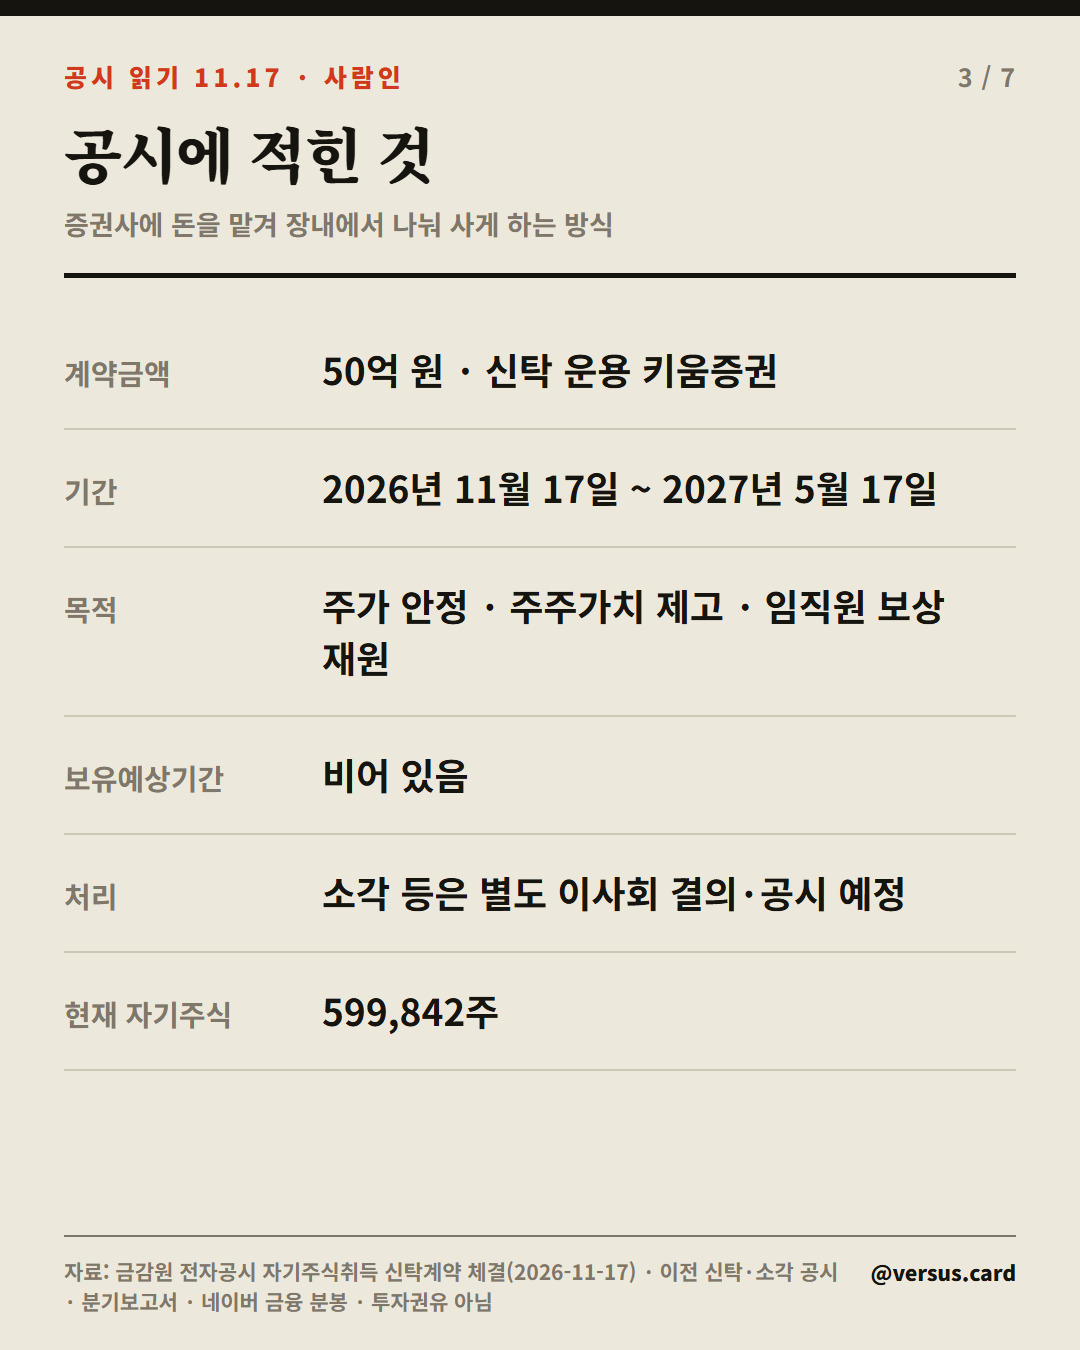 공시 읽기 11.17 · 사람인
3 / 7
공시에 적힌 것
증권사에 돈을 맡겨 장내에서 나눠 사게 하는 방식
계약금액
50억 원 · 신탁 운용 키움증권
기간
2026년 11월 17일 ~ 2027년 5월 17일
목적
주가 안정 · 주주가치 제고 · 임직원 보상
재원
보유예상기간
비어 있음
처리
소각 등은 별도 이사회 결의·공시 예정
현재 자기주식
599,842주
자료: 금감원 전자공시 자기주식취득 신탁계약 체결(2026-11-17) · 이전 신탁·소각 공시
· 분기보고서 · 네이버 금융 분봉 · 투자권유 아님
@versus.card